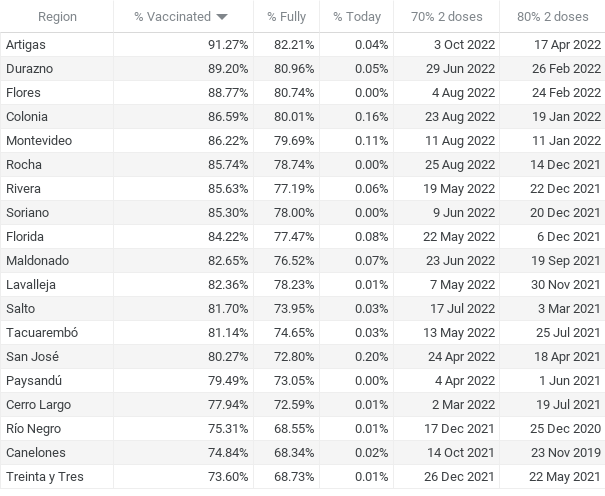 Region % Vaccinated % Fully % Today 70% 2 doses 80% 2 doses
Artigas 91.27% 82.21% 0.04% 3 Oct 2022 17 Apr 2022
Durazno 89.20% 80.96% 0.05% 29 Jun 2022 26 Feb 2022
Flores 88.77% 80.74% 0.00% 4 Aug 2022 24 Feb 2022
Colonia 86.59% 80.01% 0.16% 23 Aug 2022 19 Jan 2022
Montevideo 86.22% 79.69% 0.11% 11 Aug 2022 11 Jan 2022
Rocha 85.74% 78.74% 0.00% 25 Aug 2022 14 Dec 2021
Rivera 85.63% 77.19% 0.06% 19 May 2022 22 Dec 2021
Soriano 85.30% 78.00% 0.00% 9 Jun 2022 20 Dec 2021
Florida 84.22% 77.47% 0.08% 22 May 2022 6 Dec 2021
Maldonado 82.65% 76.52% 0.07% 23 Jun 2022 19 Sep 2021
Lavalleja 82.36% 78.23% 0.01% 7 May 2022 30 Nov 2021
Salto 81.70% 73.95% 0.03% 17 Jul 2022 3 Mar 2021
Tacuarembó 81.14% 74.65% 0.03% 13 May 2022 25 Jul 2021
San José 80.27% 72.80% 0.20% 24 Apr 2022 18 Apr 2021
Paysandú 79.49% 73.05% 0.00% 4 Apr 2022 1 Jun 2021
Cerro Largo 77.94% 72.59% 0.01% 2 Mar 2022 19 Jul 2021
Río Negro 75.31% 68.55% 0.01% 17 Dec 2021 25 Dec 2020
Canelones 74.84% 68.34% 0.02% 14 Oct 2021 23 Nov 2019
Treinta y Tres 73.60% 68.73% 0.01% 26 Dec 2021 22 May 2021